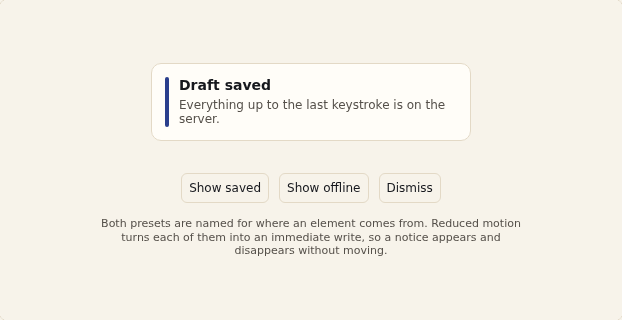 Draft saved
Everything up to the last keystroke is on the
server.
Show saved Show offline Dismiss
Both presets are named for where an element comes from. Reduced motion
turns each of them into an immediate write, so a notice appears and
disappears without moving.